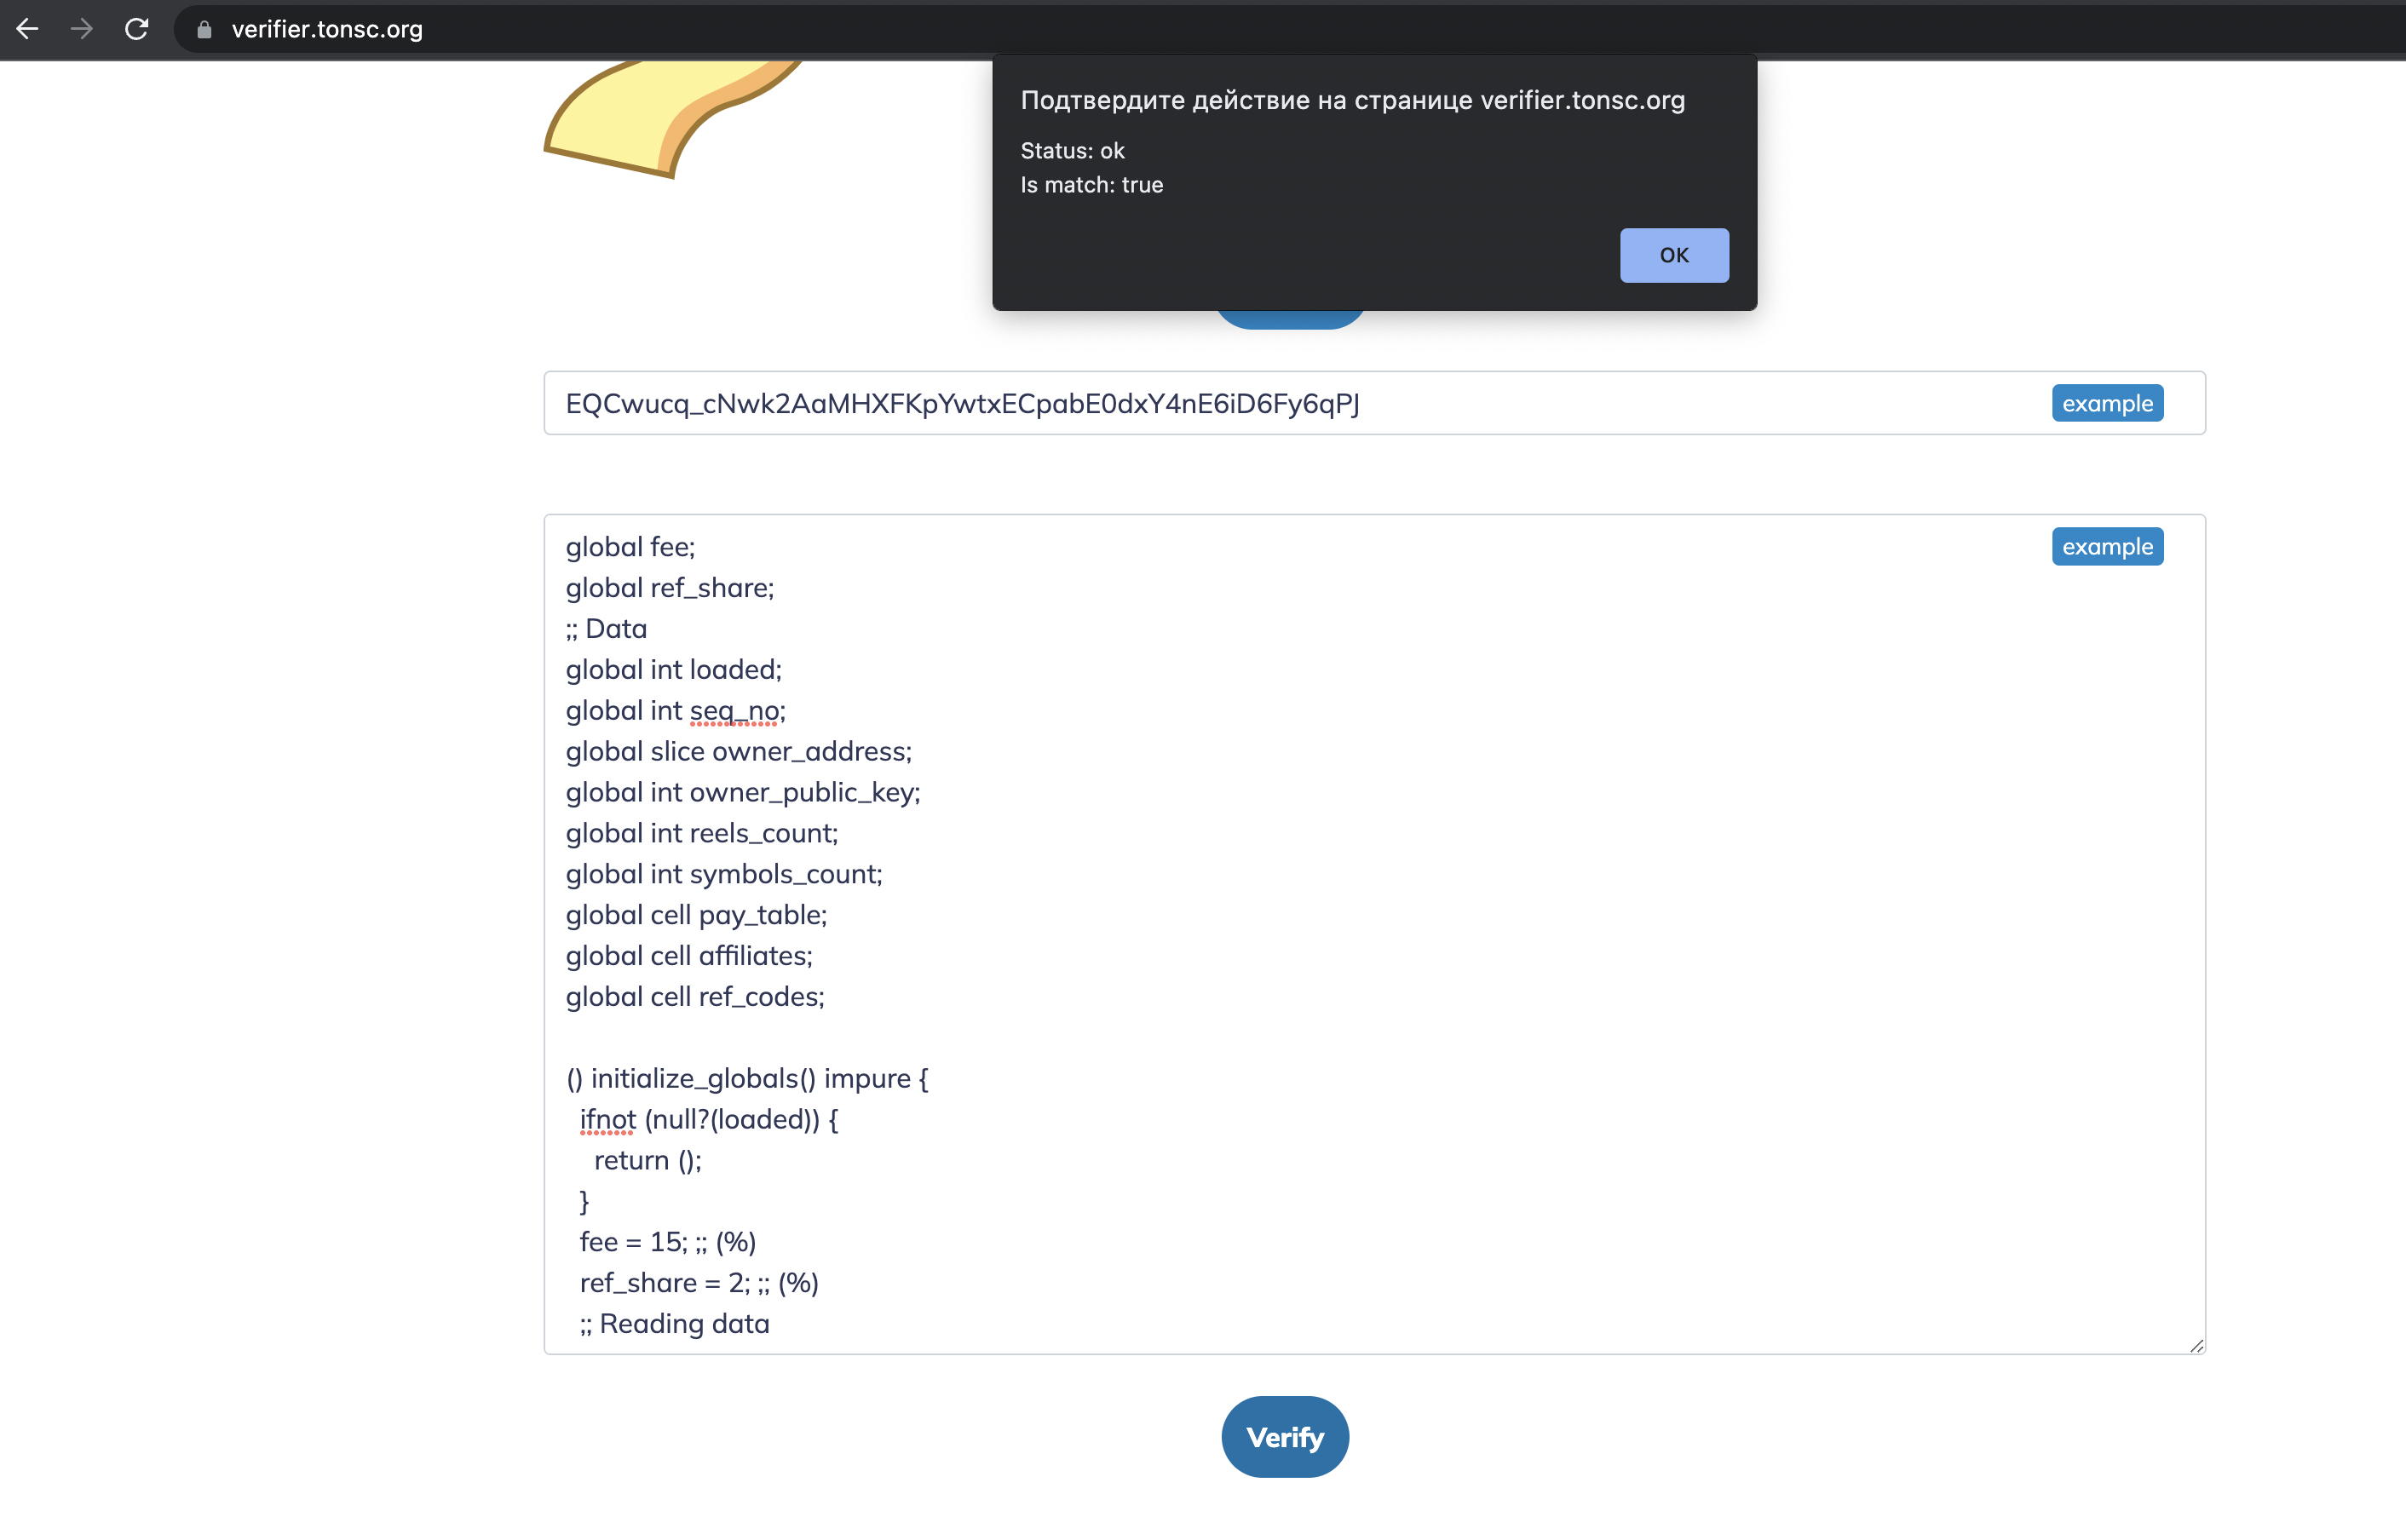 verifier.tonsc.org
Подтвердите действие на странице verifier.tonsc.org
Status: ok
Is match: true
ОК
EQCwucq_cNwk2AaMHXFKpYwtxECpabE0dxY4nE6iD6Fy6qPJ
example
example
global fee;
global ref_share;
;; Data
global int loaded;
global int seq_no;
global slice owner_address;
global int owner_public_key;
global int reels_count;
global int symbols_count;
global cell pay_table;
global cell affiliates;
global cell ref_codes;
() initialize_globals() impure {
ifnot (null?(loaded)) {
return ();
}
fee = 15; ;; (%)
ref_share = 2; ;; (%)
;; Reading data
Verify